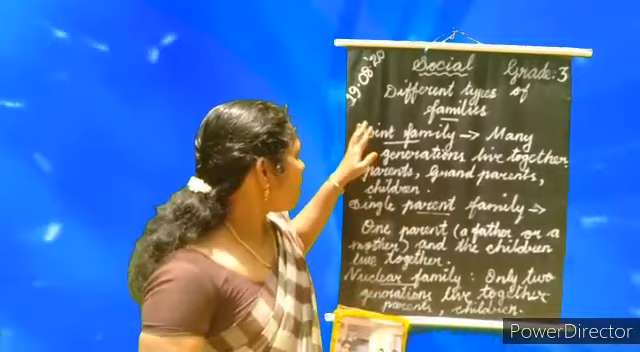 19-08'20
Social Grade: 3
Different types of
families
Joint family → Many
generations live together.
parents, grand parents,
children.
Single parent family →
One parent (a father or a
mother) and the children
live together.
Nuclear family : Only two
generations live together
parents, children.
PowerDirector